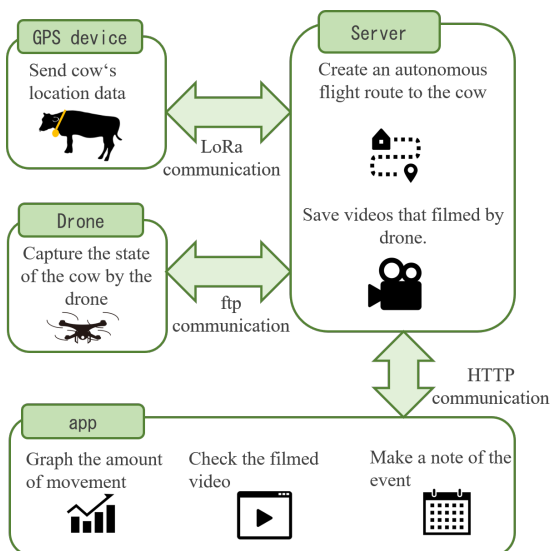 GPS device
Send cow‘s
location data
LoRa
communication
Server
Create an autonomous
flight route to the cow
Save videos that filmed by
drone.
Drone
Capture the state
of the cow by the
drone
ftp
communication
HTTP
communication
app
Graph the amount
of movement
Check the filmed
video
Make a note of the
event